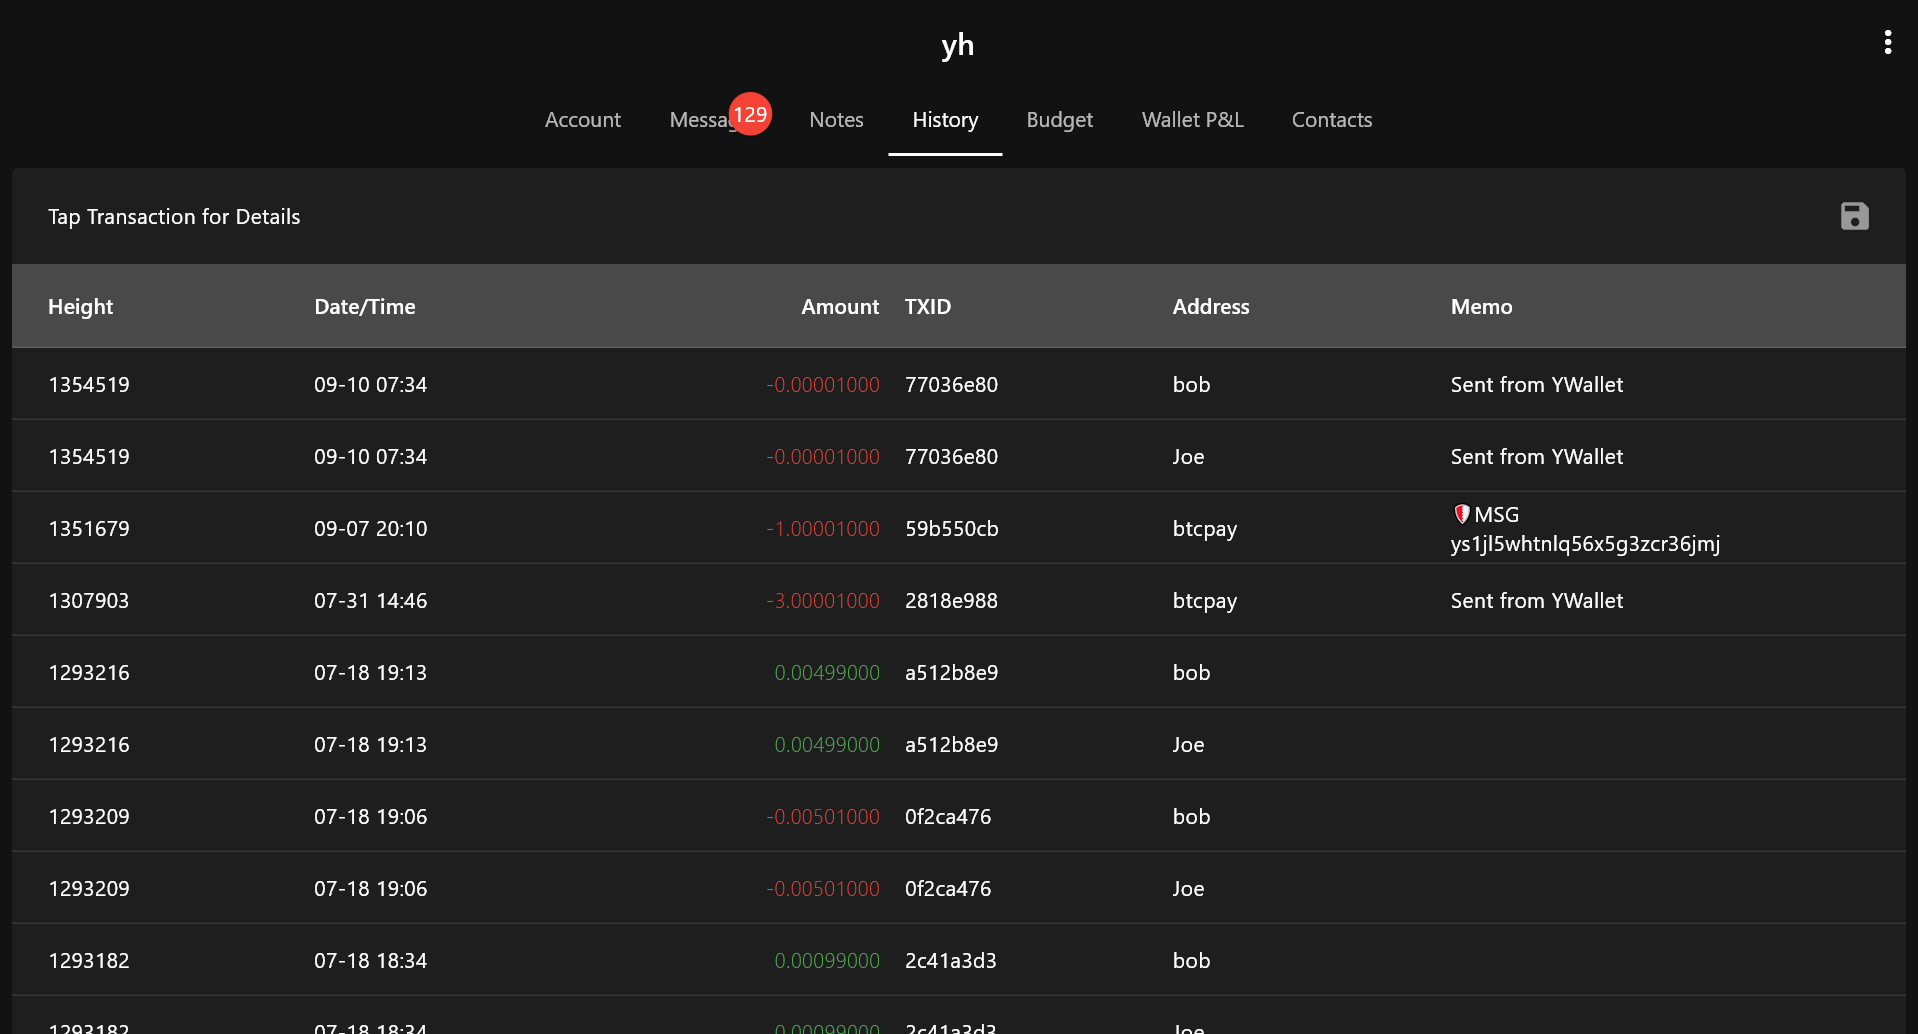 yh
Account Messag 129 Notes History Budget Wallet P&L Contacts
Tap Transaction for Details
Height Date/Time Amount TXID Address Memo
1354519 09-10 07:34 -0.00001000 77036e80 bob Sent from YWallet
1354519 09-10 07:34 -0.00001000 77036e80 Joe Sent from YWallet
1351679 09-07 20:10 -1.00001000 59b550cb btcpay MSG
ys1jl5whtnlq56x5g3zcr36jmj
1307903 07-31 14:46 -3.00001000 2818e988 btcpay Sent from YWallet
1293216 07-18 19:13 0.00499000 a512b8e9 bob
1293216 07-18 19:13 0.00499000 a512b8e9 Joe
1293209 07-18 19:06 -0.00501000 0f2ca476 bob
1293209 07-18 19:06 -0.00501000 0f2ca476 Joe
1293182 07-18 18:34 0.00099000 2c41a3d3 bob
1293182 07-18 18:34 0.00099000 2c41a3d3 Joe